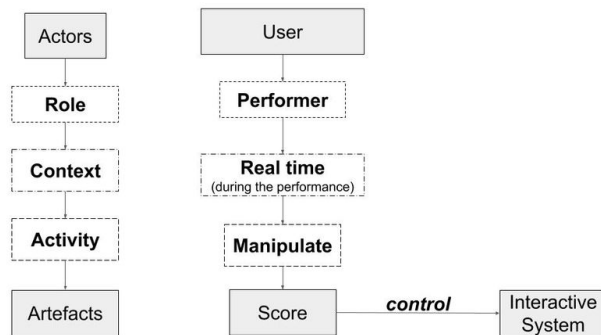 Actors
Role
Context
Activity
Artefacts
User
Performer
Real time
(during the performance)
Manipulate
Score
control
Interactive
System